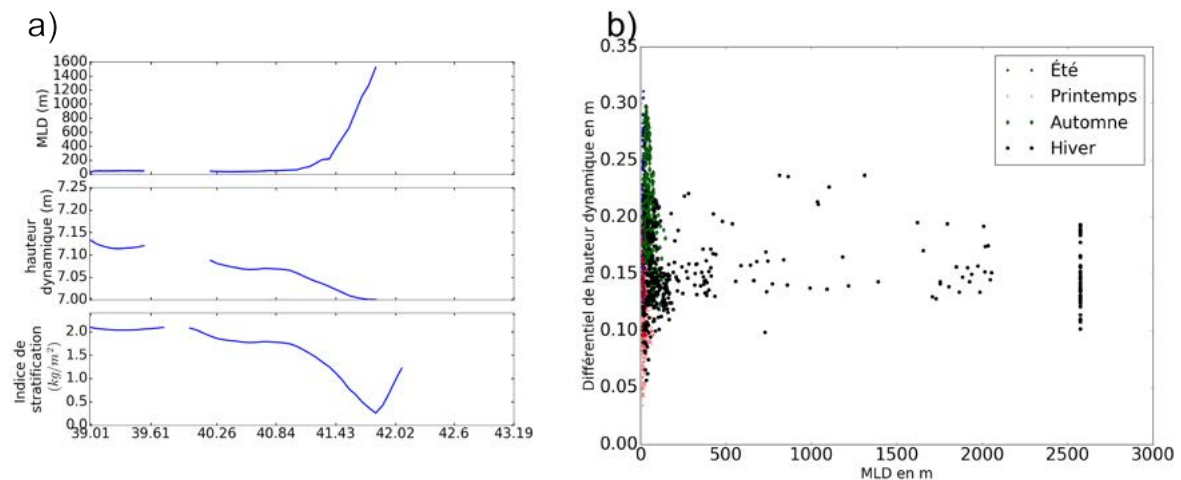 a)
1600
1400
1200
1000
800
600
400
200
0
MLD (m)
7.25
7.20
7.15
7.10
7.05
7.00
hauteur
dynamique (m)
2.0
1.5
1.0
0.5
0.0
Indice de
stratification
(kg/m²)
39.01 39.61 40.26 40.84 41.43 42.02 42.6 43.19
b)
0.35
0.30
0.25
0.20
0.15
0.10
0.05
0.00
Différentiel de hauteur dynamique en m
Été
Printemps
Automne
Hiver
0 500 1000 1500 2000 2500 3000
MLD en m